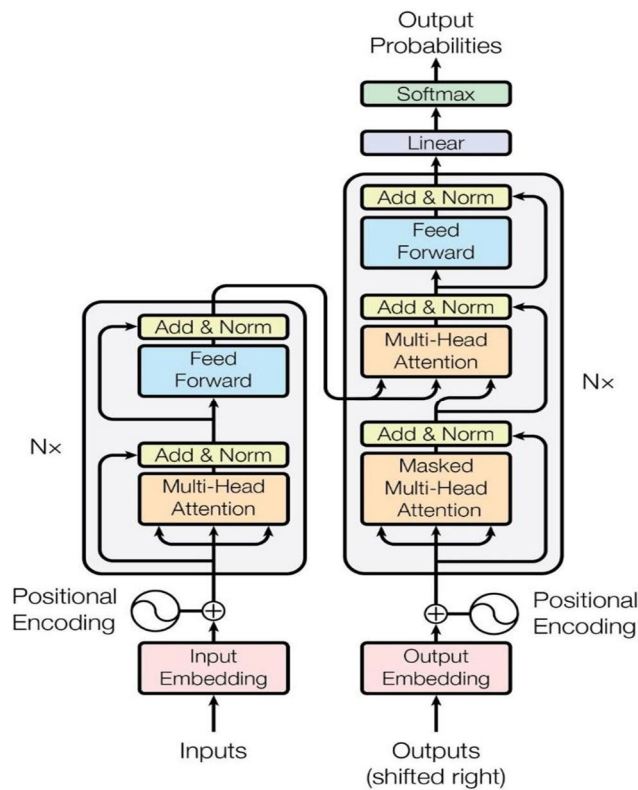 Output
Probabilities
Softmax
Linear
Add & Norm
Feed
Forward
Add & Norm
Multi-Head
Attention
Add & Norm
Masked
Multi-Head
Attention
Nx
Add & Norm
Feed
Forward
Add & Norm
Multi-Head
Attention
Nx
Positional
Encoding
Positional
Encoding
Input
Embedding
Output
Embedding
Inputs
Outputs
(shifted right)